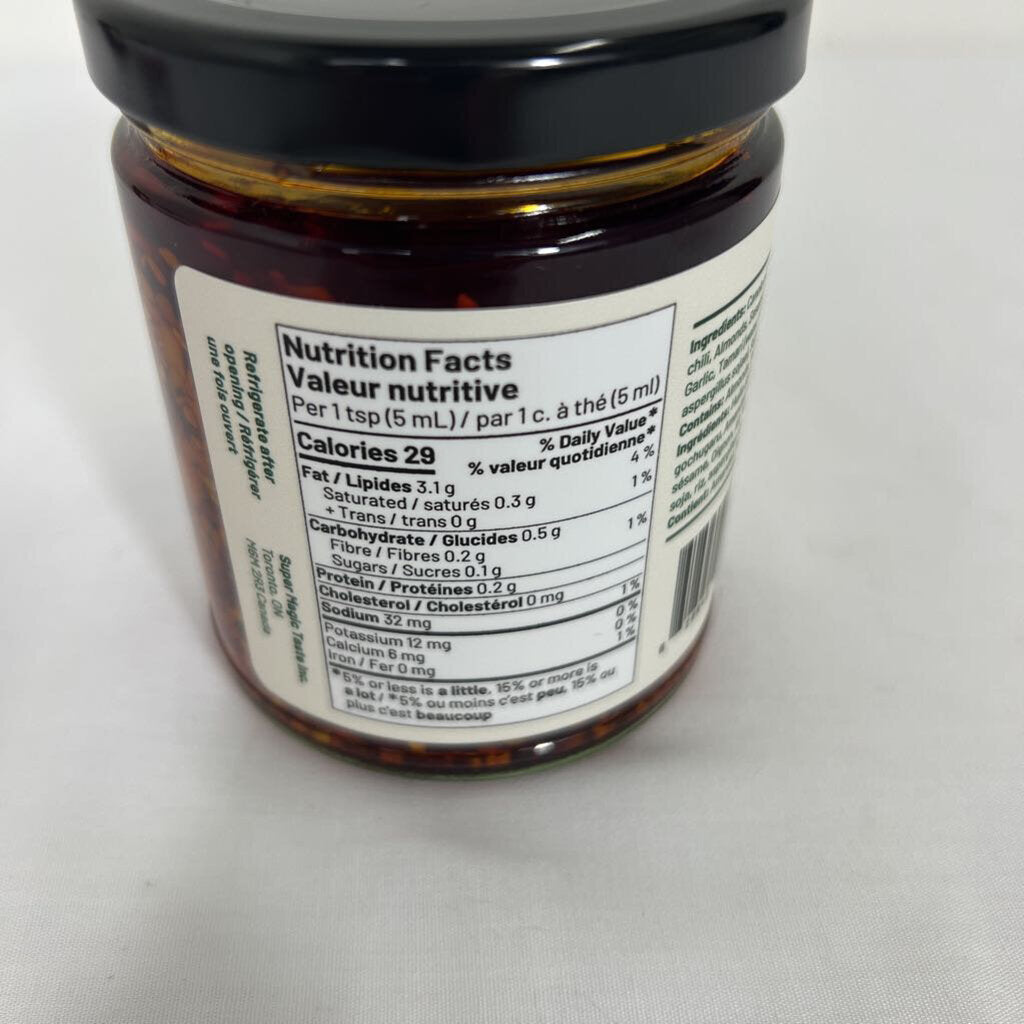 Refrigerate after
opening / Réfrigérer
une fois ouvert
Super Magic Taste Inc.
Toronto, ON
Canada
Nutrition Facts
Valeur nutritive
Per 1 tsp (5 mL) / par 1 c. à thé (5 ml)
Calories 29
% Daily Value*
% valeur quotidienne*
Fat / Lipides 3.1 g 4 %
Saturated / saturés 0.3 g 1 %
+ Trans / trans 0 g
Carbohydrate / Glucides 0.5 g
Fibre / Fibres 0.2 g 1 %
Sugars / Sucres 0.1 g
Protein / Protéines 0.2 g
Cholesterol / Cholestérol 0 mg
Sodium 32 mg 1 %
Potassium 12 mg 0 %
Calcium 6 mg 0 %
Iron / Fer 0 mg 1 %
*5% or less is a little, 15% or more is
a lot / *5% ou moins c'est peu, 15% ou
plus c'est beaucoup
Ingredients:
chili, Almonds,
Garlic,
aspergillus
Contains:
Ingrédients:
gochugaru,
sésame,
soja,
Contient: